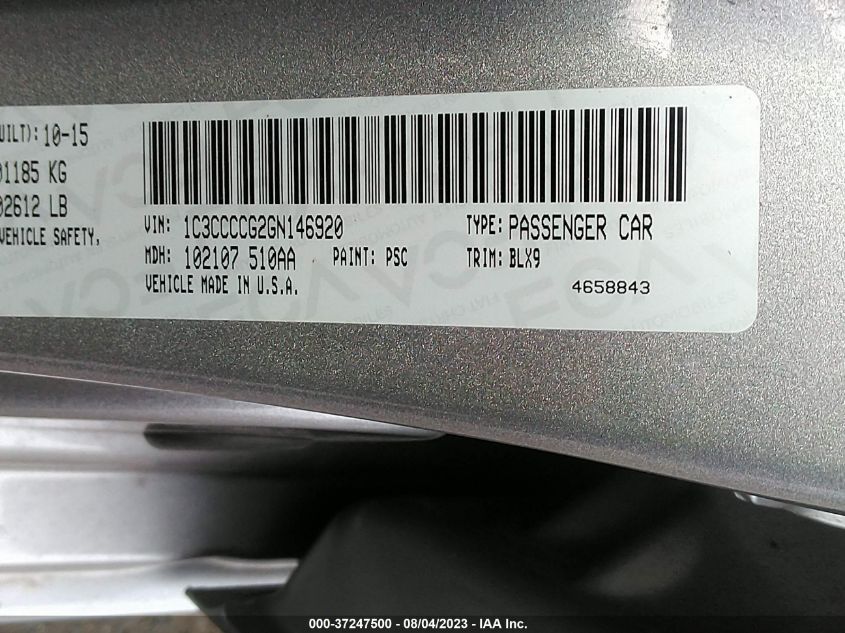 UILT): 10-15
01185 KG
02612 LB
VEHICLE SAFETY,
VIN: 1C3CCCCG2GN146920
TYPE: PASSENGER CAR
MDH: 102107 510AA
PAINT: PSC
TRIM: BLX9
VEHICLE MADE IN U.S.A.
4658843
000-37247500 - 08/04/2023 - IAA Inc.